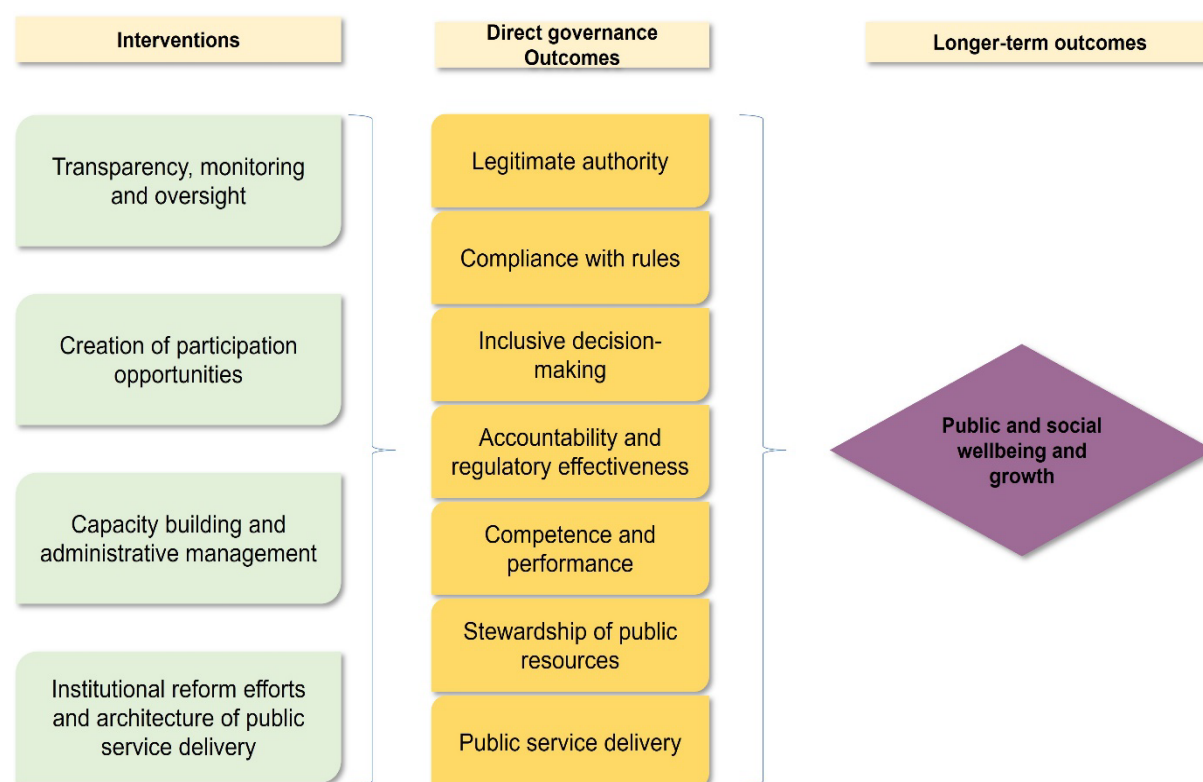 Interventions
Direct governance
Outcomes
Longer-term outcomes
Transparency, monitoring
and oversight
Creation of participation
opportunities
Capacity building and
administrative management
Institutional reform efforts
and architecture of public
service delivery
Legitimate authority
Compliance with rules
Inclusive decision-
making
Accountability and
regulatory effectiveness
Competence and
performance
Stewardship of public
resources
Public service delivery
Public and social
wellbeing and
growth